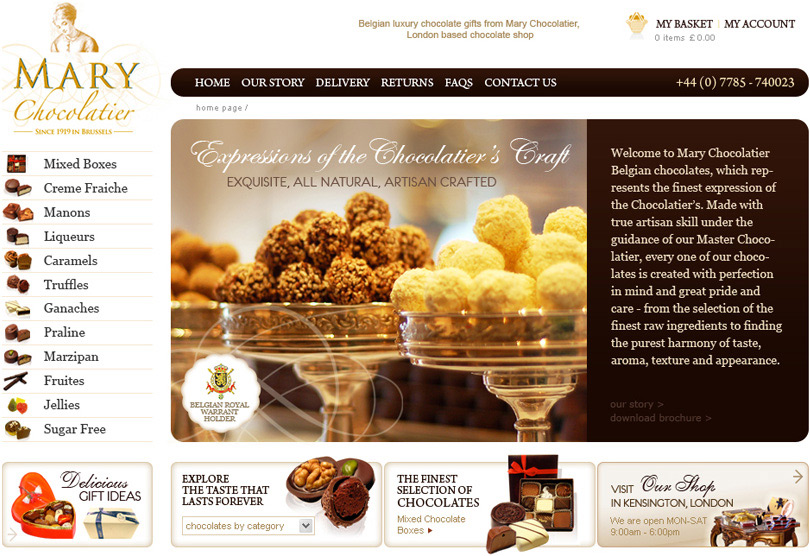 MARY
Chocolatier
SINCE 1919 IN BRUSSELS
Belgian luxury chocolate gifts from Mary Chocolatier,
London based chocolate shop
MY BASKET | MY ACCOUNT
0 items £0.00
HOME OUR STORY DELIVERY RETURNS FAQS CONTACT US +44 (0) 7785 - 740023
home page /
Mixed Boxes
Creme Fraiche
Manons
Liqueurs
Caramels
Truffles
Ganaches
Praline
Marzipan
Fruites
Jellies
Sugar Free
Expressions of the Chocolatier's Craft
EXQUISITE, ALL NATURAL, ARTISAN CRAFTED
BELGIAN ROYAL
WARRANT
HOLDER
Welcome to Mary Chocolatier
Belgian chocolates, which rep-
resents the finest expression of
the Chocolatier's. Made with
true artisan skill under the
guidance of our Master Choco-
latier, every one of our choco-
lates is created with perfection
in mind and great pride and
care - from the selection of the
finest raw ingredients to finding
the purest harmony of taste,
aroma, texture and appearance.
our story >
download brochure >
Delicious
GIFT IDEAS
EXPLORE
THE TASTE THAT
LASTS FOREVER
chocolates by category
THE FINEST
SELECTION OF
CHOCOLATES
Mixed Chocolate
Boxes
VISIT Our Shop
IN KENSINGTON, LONDON
We are open MON-SAT
9:00am - 6:00pm